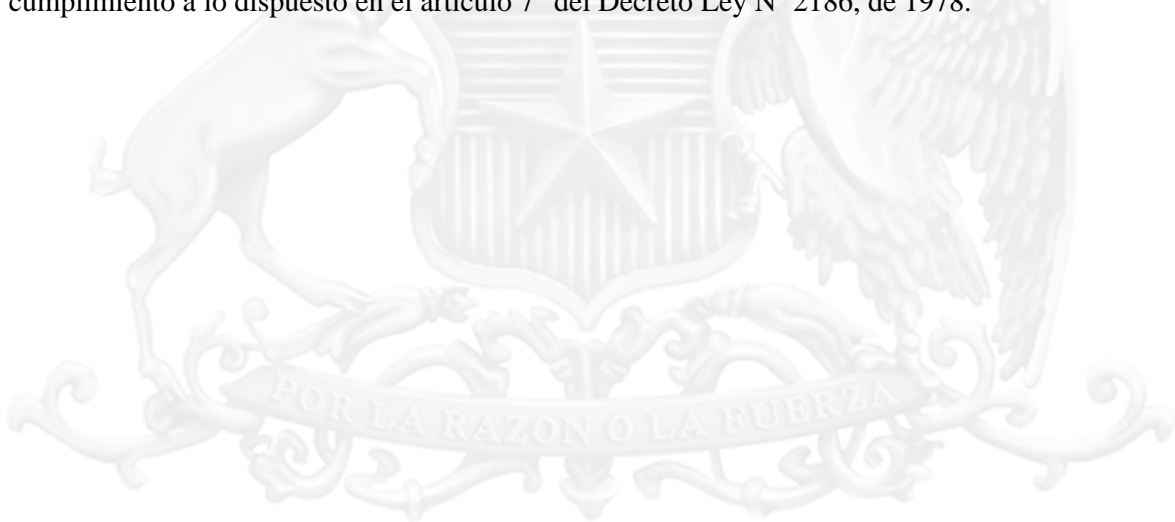 cumplimiento a lo dispuesto en el artículo 7° del Decreto Ley N° 2186, de 1978.
POR LA RAZON O LA FUERZA